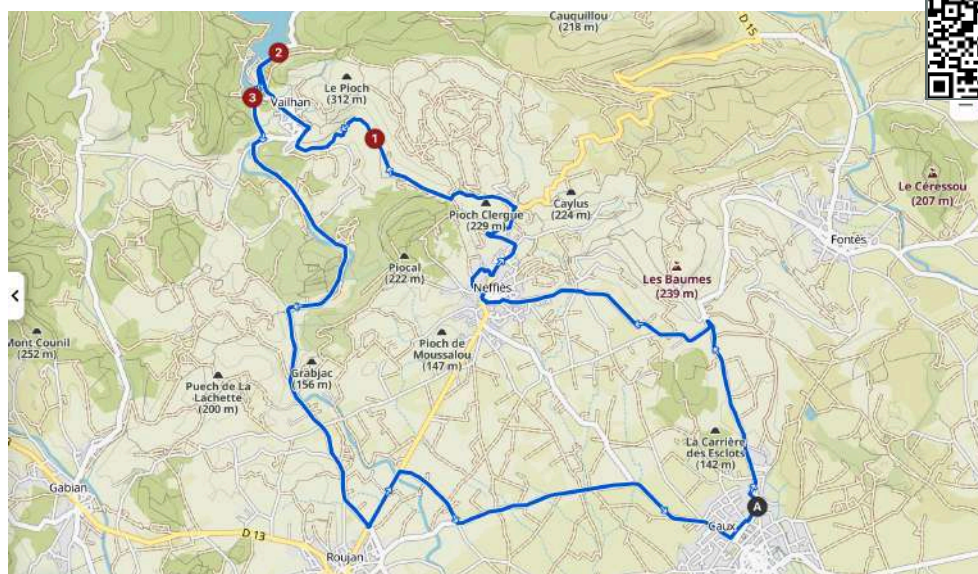 Cauquillou
(218 m)
D 15
2
Le Pioch
(312 m)
3
Vailhan
1
Le Céressou
(207 m)
Caylus
(224 m)
Pioch Clergue
(229 m)
Fontès
Piocal
(222 m)
Les Baumes
(239 m)
Neffiès
Mont Counil
(252 m)
Pioch de
Moussalou
(147 m)
Grabjac
(156 m)
Puech de La
Lachette
(200 m)
La Carrière
des Esclots
(142 m)
Gabian
A
Caux
D 13
Roujan